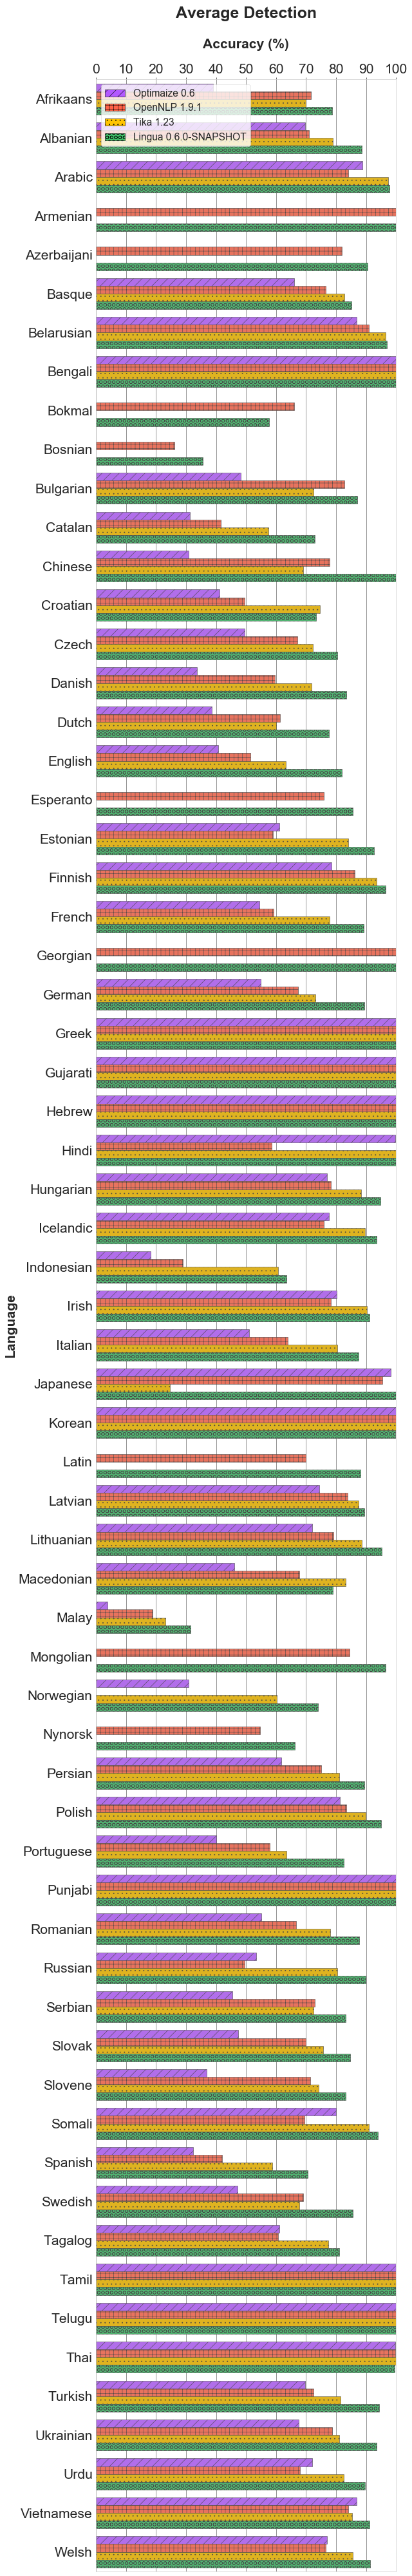 Average Detection
Accuracy (%)
0 10 20 30 40 50 60 70 80 90 100
Optimaize 0.6
OpenNLP 1.9.1
Tika 1.23
Lingua 0.6.0-SNAPSHOT
Afrikaans
Albanian
Arabic
Armenian
Azerbaijani
Basque
Belarusian
Bengali
Bokmal
Bosnian
Bulgarian
Catalan
Chinese
Croatian
Czech
Danish
Dutch
English
Esperanto
Estonian
Finnish
French
Georgian
German
Greek
Gujarati
Hebrew
Hindi
Hungarian
Icelandic
Indonesian
Irish
Language
Italian
Japanese
Korean
Latin
Latvian
Lithuanian
Macedonian
Malay
Mongolian
Norwegian
Nynorsk
Persian
Polish
Portuguese
Punjabi
Romanian
Russian
Serbian
Slovak
Slovene
Somali
Spanish
Swedish
Tagalog
Tamil
Telugu
Thai
Turkish
Ukrainian
Urdu
Vietnamese
Welsh